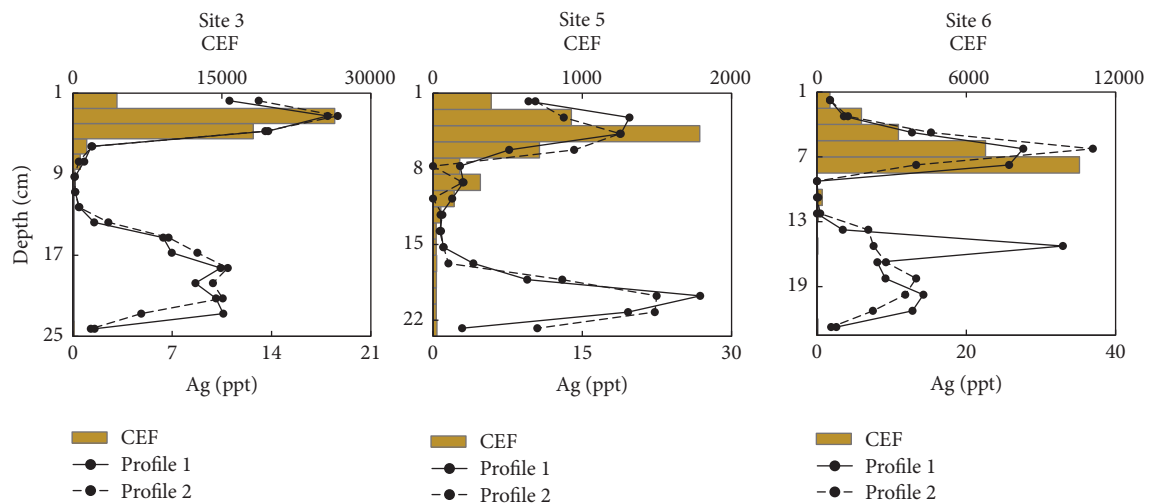 Site 3
CEF
0 15000 30000
1
9
17
25
Depth (cm)
0 7 14 21
Ag (ppt)
CEF
Profile 1
Profile 2
Site 5
CEF
0 1000 2000
1
8
15
22
0 15 30
Ag (ppt)
CEF
Profile 1
Profile 2
Site 6
CEF
0 6000 12000
1
7
13
19
0 20 40
Ag (ppt)
CEF
Profile 1
Profile 2